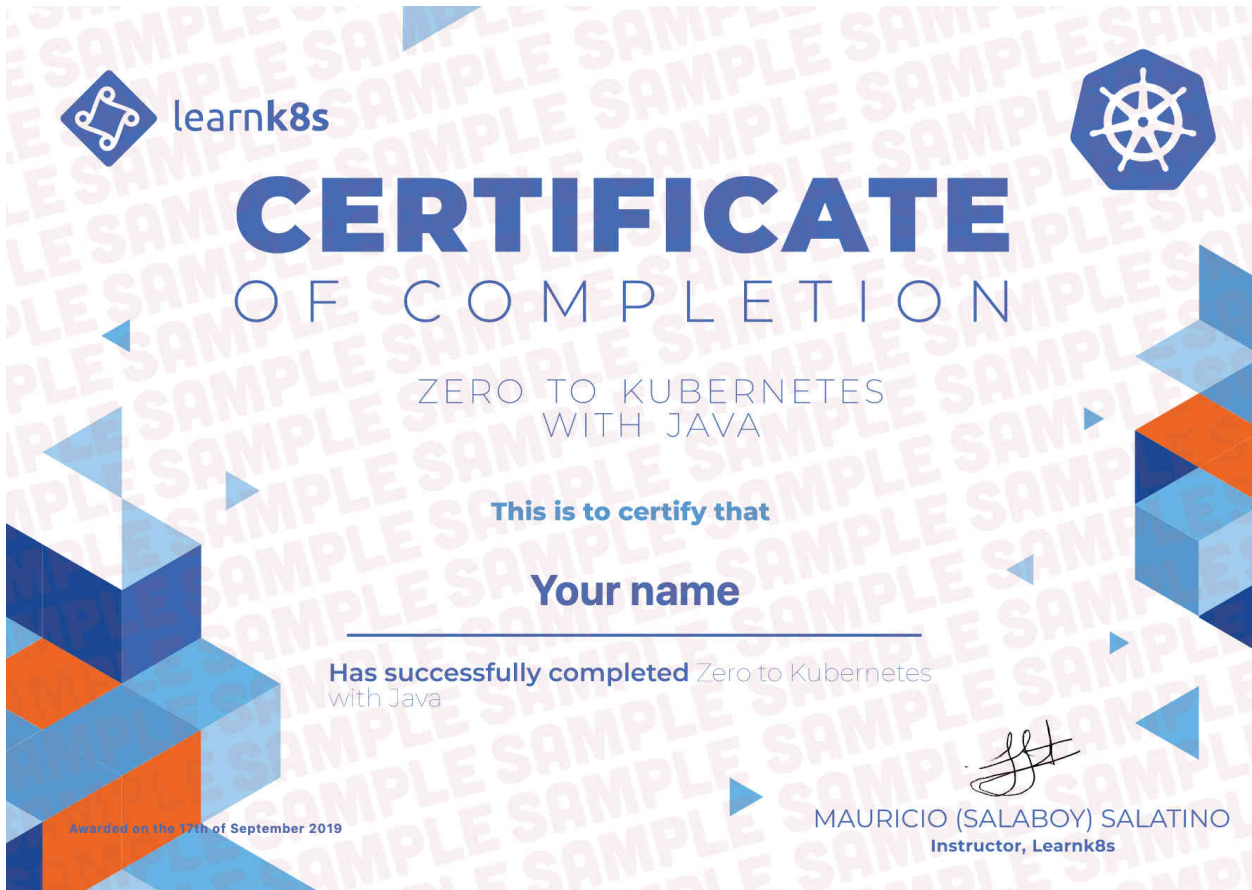 learnk8s
CERTIFICATE
OF COMPLETION
ZERO TO KUBERNETES
WITH JAVA
This is to certify that
Your name
Has successfully completed Zero to Kubernetes
with Java
MAURICIO (SALABOY) SALATINO
Instructor, Learnk8s
Awarded on the 17th of September 2019
SAMPLE